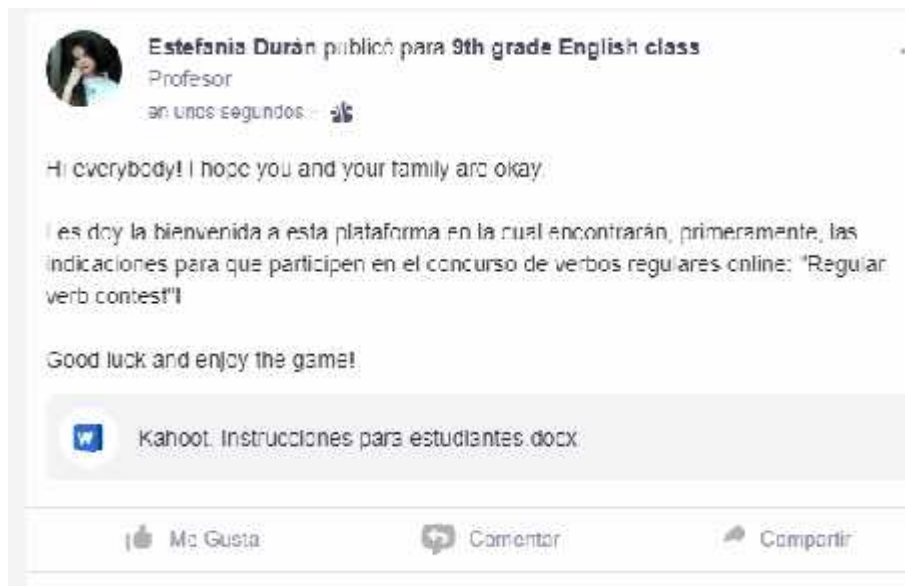 Estefania Durán publicó para 9th grade English class
Profesor
en unos segundos ·
Hi everybody! I hope you and your family are okay.
Les doy la bienvenida a esta plataforma en la cual encontrarán, primeramente, las
indicaciones para que participen en el concurso de verbos regulares online: "Regular
verb contest"!
Good luck and enjoy the game!
W
Kahoot. Instrucciones para estudiantes.docx
Me Gusta
Comentar
Compartir